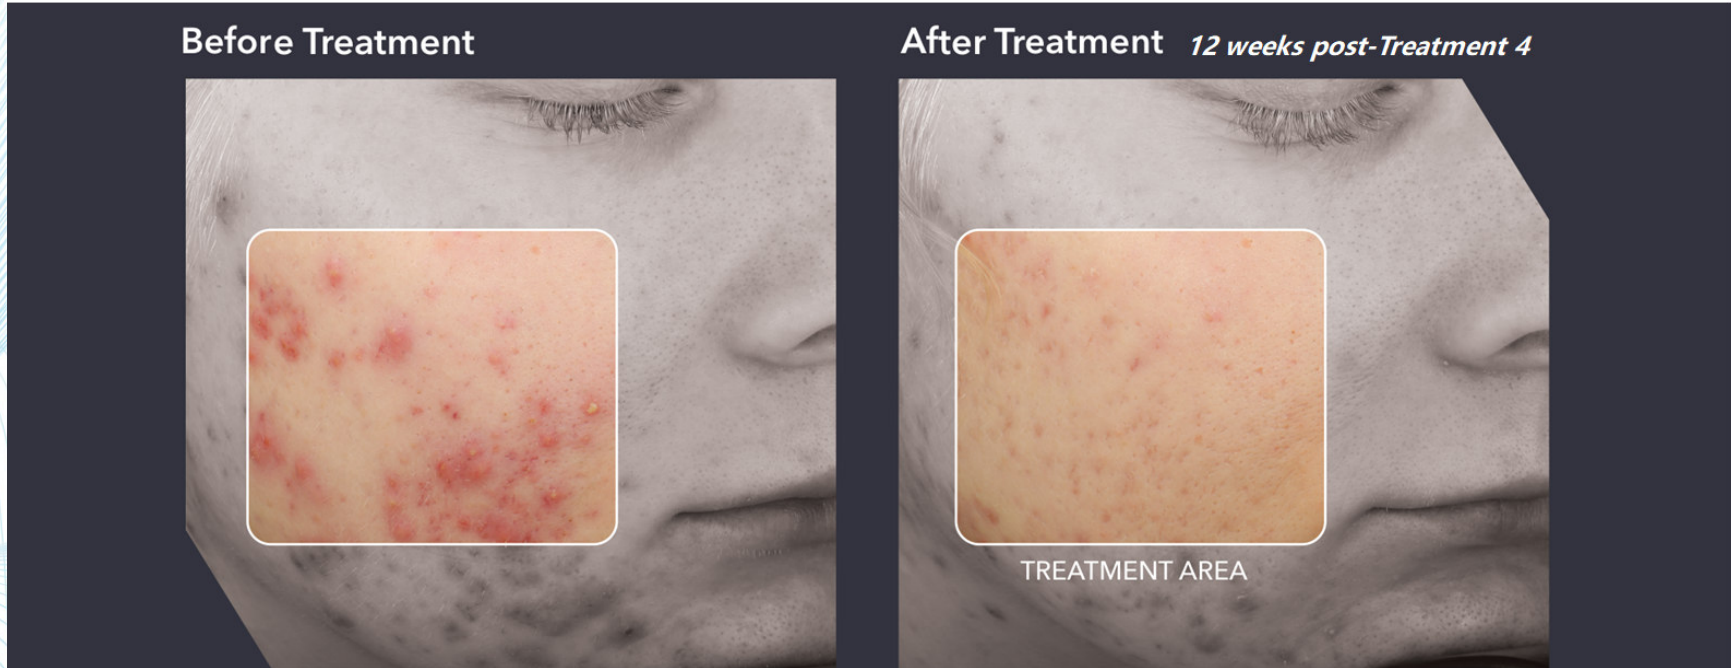 Before Treatment
After Treatment 12 weeks post-Treatment 4
TREATMENT AREA